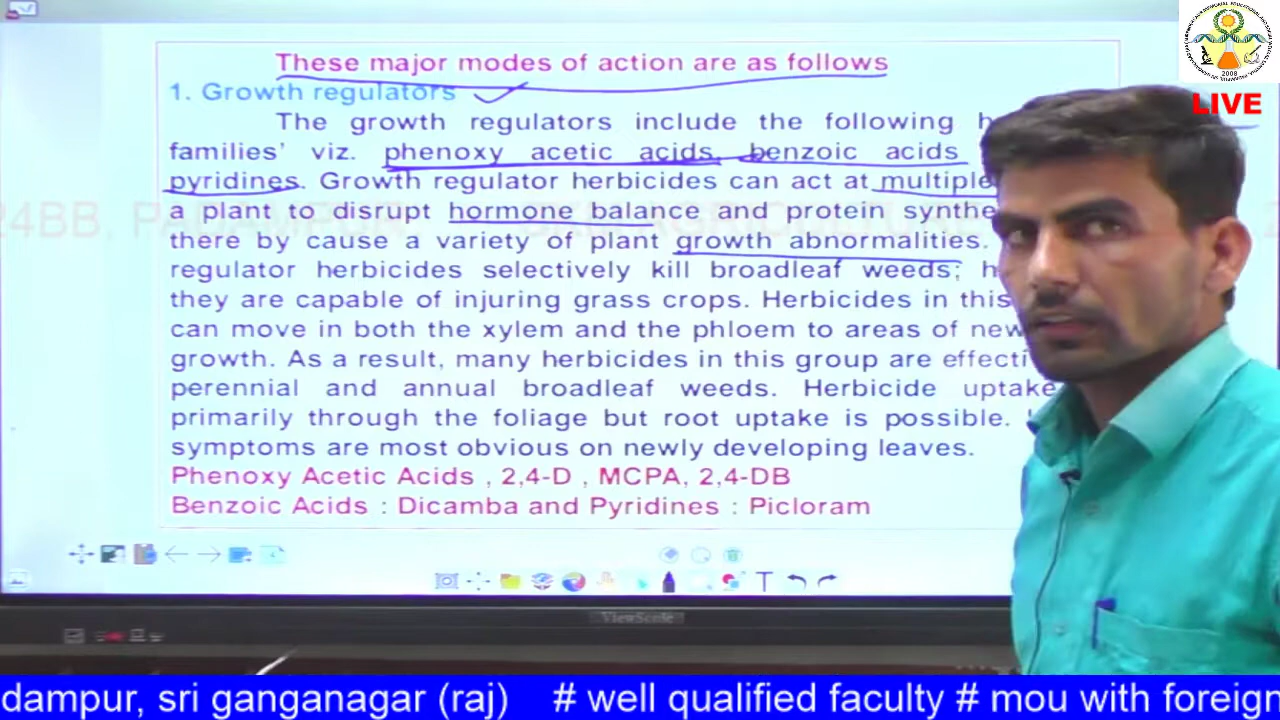 These major modes of action are as follows
1. Growth regulators
The growth regulators include the following
families' viz. phenoxy acetic acids, benzoic acids
pyridines. Growth regulator herbicides can act at multiple
a plant to disrupt hormone balance and protein synthe
there by cause a variety of plant growth abnormalities.
regulator herbicides selectively kill broadleaf weeds;
they are capable of injuring grass crops. Herbicides in this
can move in both the xylem and the phloem to areas of new
growth. As a result, many herbicides in this group are effecti
perennial and annual broadleaf weeds. Herbicide uptake
primarily through the foliage but root uptake is possible.
symptoms are most obvious on newly developing leaves.
Phenoxy Acetic Acids , 2,4-D , MCPA, 2,4-DB
Benzoic Acids : Dicamba and Pyridines : Picloram
ViewSonic
2008
LIVE
24BB, PADAMPUR
dampur, sri ganganagar (raj) # well qualified faculty # mou with foreign